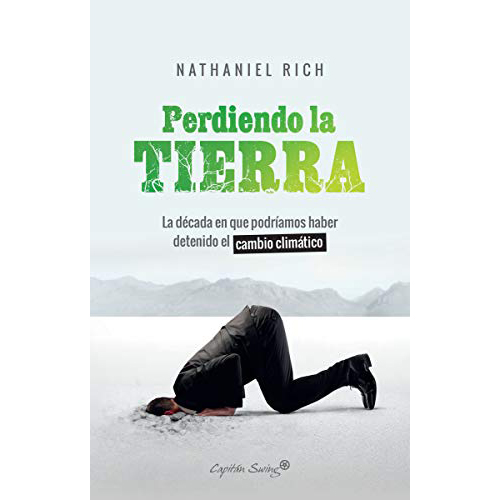 NATHANIEL RICH
Perdiendo la
TIERRA
La década en que podríamos haber
detenido el cambio climático
Capitán Swing